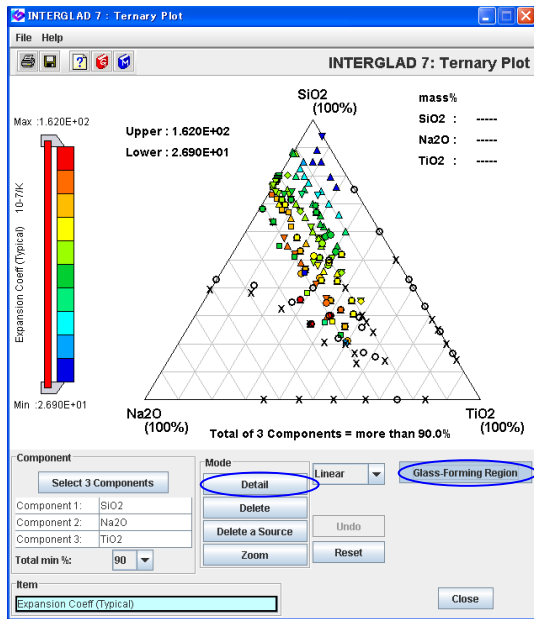 INTERGLAD 7 : Ternary Plot
File Help
INTERGLAD 7: Ternary Plot
SiO2
(100%)
mass%
SiO2 : -----
Na2O : -----
TiO2 : -----
Max :1.620E+02
Upper : 1.620E+02
Lower : 2.690E+01
Expansion Coeff (Typical) 10-7/K
Min :2.690E+01
Na2O
(100%)
TiO2
(100%)
Total of 3 Components = more than 90.0%
Component
Select 3 Components
Component 1: SiO2
Component 2: Na2O
Component 3: TiO2
Total min %: 90
Mode
Detail
Delete
Delete a Source
Zoom
Linear
Undo
Reset
Glass-Forming Region
Item
Expansion Coeff (Typical)
Close